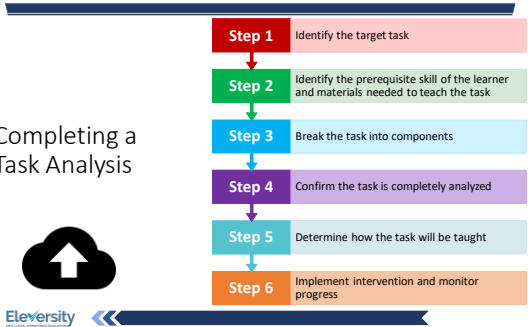 Completing a
Task Analysis
Step 1
Identify the target task
Step 2
Identify the prerequisite skill of the learner
and materials needed to teach the task
Step 3
Break the task into components
Step 4
Confirm the task is completely analyzed
Step 5
Determine how the task will be taught
Step 6
Implement intervention and monitor
progress
Eleversity